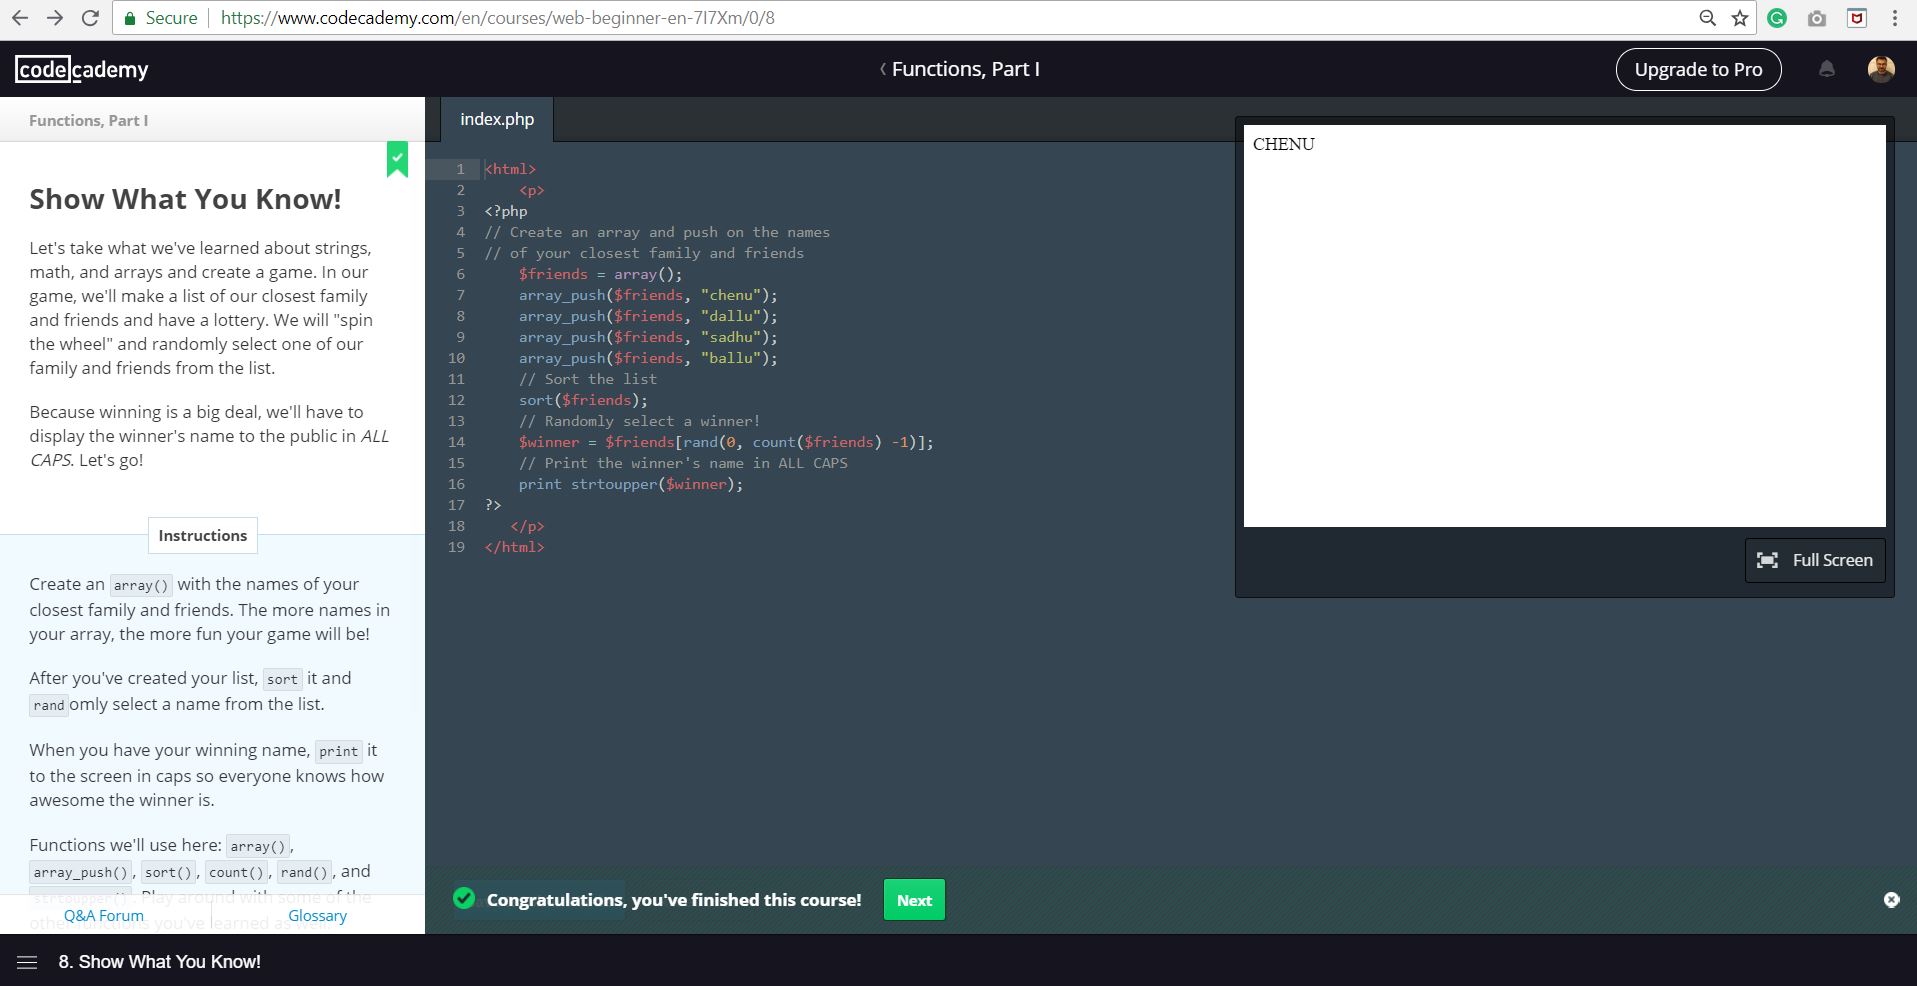 Secure
https://www.codecademy.com/en/courses/web-beginner-en-7I7Xm/0/8
codecademy
Functions, Part I
Upgrade to Pro
Functions, Part I
Show What You Know!
Let's take what we've learned about strings,
math, and arrays and create a game. In our
game, we'll make a list of our closest family
and friends and have a lottery. We will "spin
the wheel" and randomly select one of our
family and friends from the list.
Because winning is a big deal, we'll have to
display the winner's name to the public in ALL
CAPS. Let's go!
Instructions
Create an array() with the names of your
closest family and friends. The more names in
your array, the more fun your game will be!
After you've created your list, sort it and
rand omly select a name from the list.
When you have your winning name, print it
to the screen in caps so everyone knows how
awesome the winner is.
Functions we'll use here: array(),
array_push(), sort(), count(), rand(), and
strtoupper(). Play around with some of the
other functions you've learned as well!
Q&A Forum
Glossary
index.php
1 <html>
2 <p>
3 <?php
4 // Create an array and push on the names
5 // of your closest family and friends
6 $friends = array();
7 array_push($friends, "chenu");
8 array_push($friends, "dallu");
9 array_push($friends, "sadhu");
10 array_push($friends, "ballu");
11 // Sort the list
12 sort($friends);
13 // Randomly select a winner!
14 $winner = $friends[rand(0, count($friends) -1)];
15 // Print the winner's name in ALL CAPS
16 print strtoupper($winner);
17 ?>
18 </p>
19 </html>
CHENU
Full Screen
Congratulations, you've finished this course!
Next
8. Show What You Know!